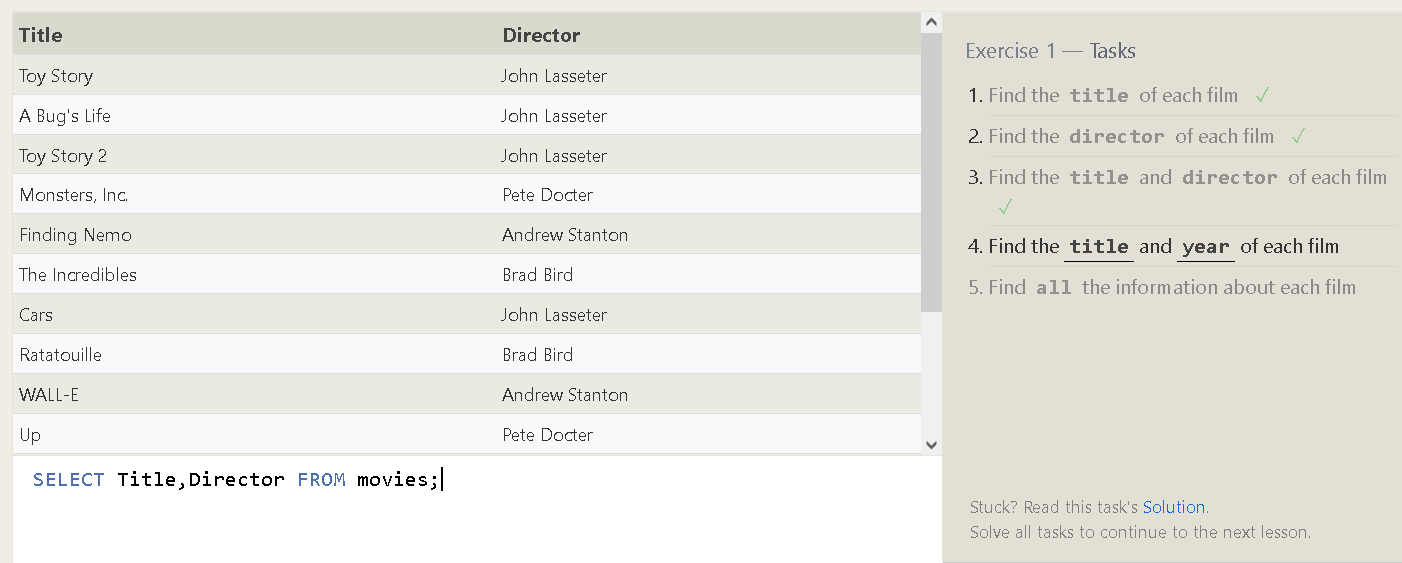 Title Director
Toy Story John Lasseter
A Bug's Life John Lasseter
Toy Story 2 John Lasseter
Monsters, Inc. Pete Docter
Finding Nemo Andrew Stanton
The Incredibles Brad Bird
Cars John Lasseter
Ratatouille Brad Bird
WALL-E Andrew Stanton
Up Pete Docter
SELECT Title,Director FROM movies;
Exercise 1 — Tasks
1. Find the title of each film ✓
2. Find the director of each film ✓
3. Find the title and director of each film
✓
4. Find the title and year of each film
5. Find all the information about each film
Stuck? Read this task's Solution.
Solve all tasks to continue to the next lesson.